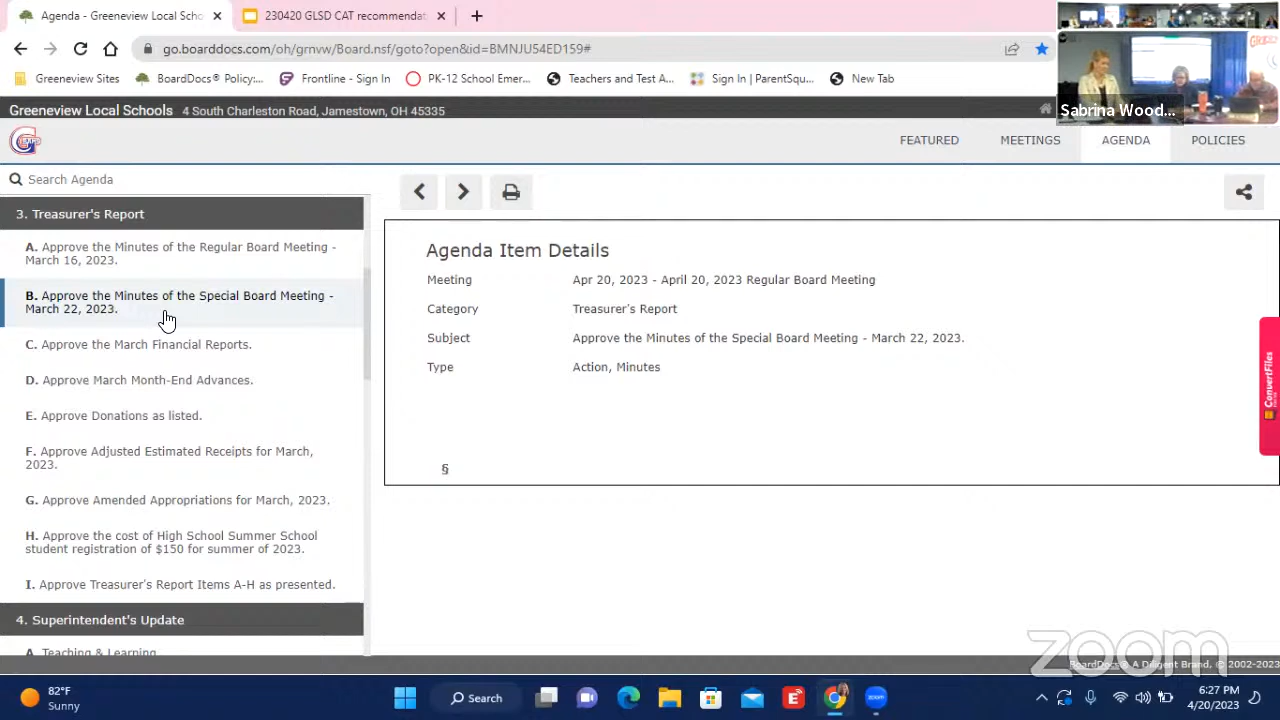 Agenda - Greeneview Local Scho
230420 GLSD CAT recommendat
go.boarddocs.com/oh/grnvw/Board.nsf/goto?open&id=BMNJU54ED159#
Greeneview Sites
BoardDocs® Policy:...
Frontline - Sign In
PK-12 School Emer...
Teachers and Test A...
Sign In | ParentSqu...
New Tab
Sabrina Wood...
Greeneview Local Schools 4 South Charleston Road, Jamestown, OH 45335
FEATURED
MEETINGS
AGENDA
POLICIES
Search Agenda
3. Treasurer's Report
A. Approve the Minutes of the Regular Board Meeting -
March 16, 2023.
B. Approve the Minutes of the Special Board Meeting -
March 22, 2023.
C. Approve the March Financial Reports.
D. Approve March Month-End Advances.
E. Approve Donations as listed.
F. Approve Adjusted Estimated Receipts for March,
2023.
G. Approve Amended Appropriations for March, 2023.
H. Approve the cost of High School Summer School
student registration of $150 for summer of 2023.
I. Approve Treasurer's Report Items A-H as presented.
4. Superintendent's Update
A. Teaching & Learning
Agenda Item Details
Meeting Apr 20, 2023 - April 20, 2023 Regular Board Meeting
Category Treasurer's Report
Subject Approve the Minutes of the Special Board Meeting - March 22, 2023.
Type Action, Minutes
§
ConvertFiles
zoom
BoardDocs® A Diligent Brand, © 2002-2023
82°F
Sunny
Search
6:27 PM
4/20/2023